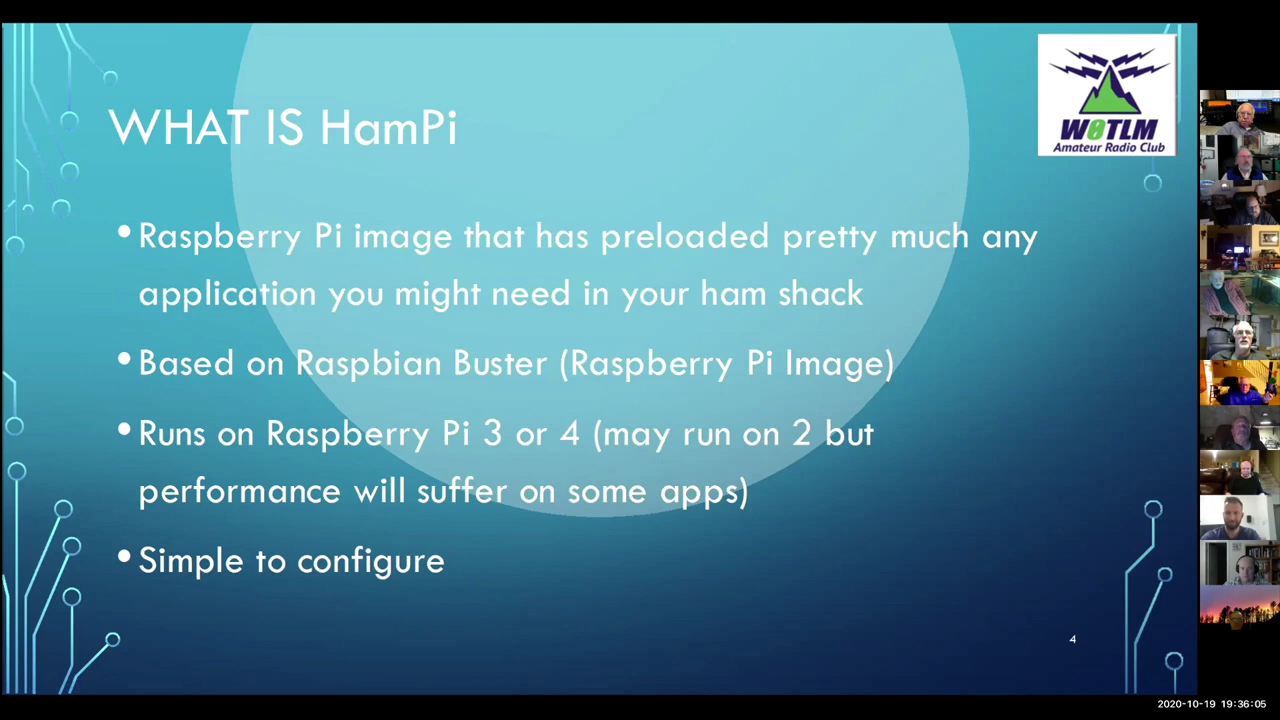 WHAT IS HamPi
WØTLM
Amateur Radio Club
•Raspberry Pi image that has preloaded pretty much any
application you might need in your ham shack
•Based on Raspbian Buster (Raspberry Pi Image)
•Runs on Raspberry Pi 3 or 4 (may run on 2 but
performance will suffer on some apps)
•Simple to configure
4
2020-10-19 19:36:05